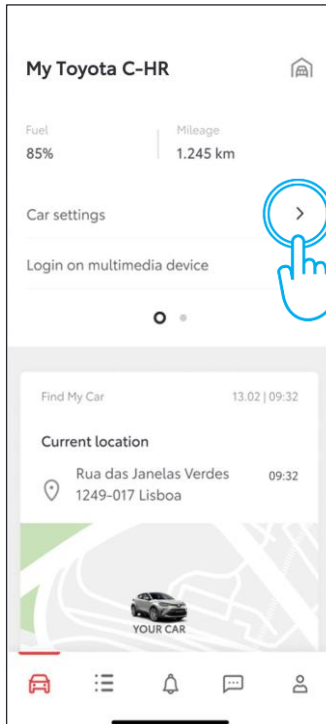 My Toyota C-HR
Fuel
Mileage
85%
1.245 km
Car settings
Login on multimedia device
Find My Car
13.02 | 09:32
Current location
Rua das Janelas Verdes
09:32
1249-017 Lisboa
YOUR CAR